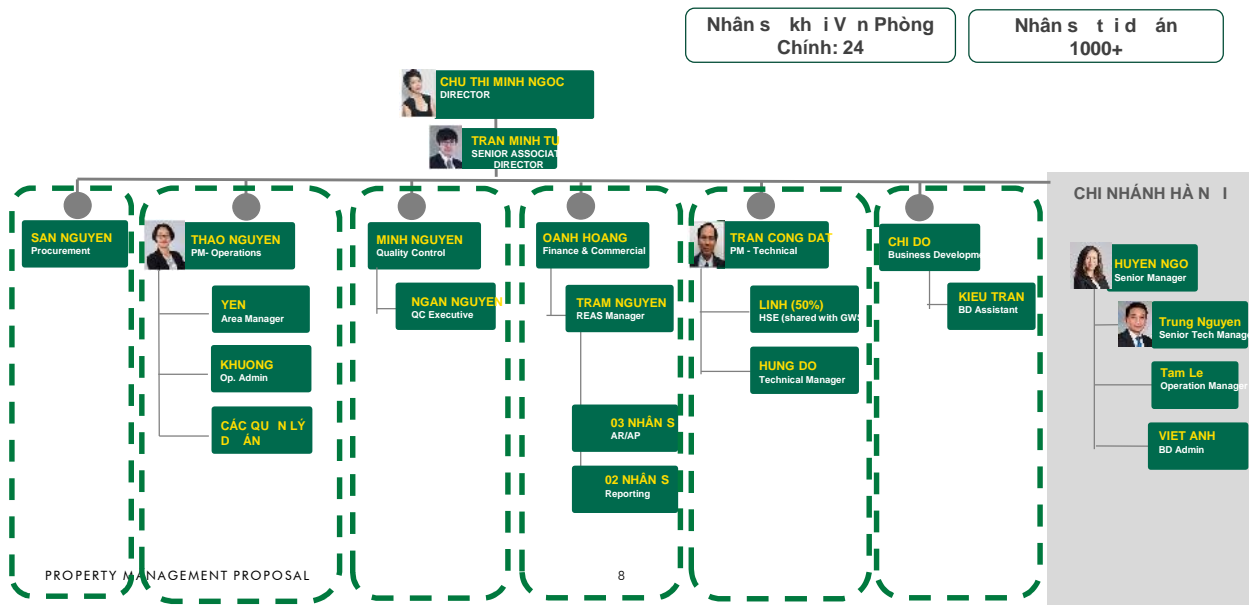 Nhân s kh i V n Phòng
Chính: 24
Nhân s t i d án
1000+
CHU THI MINH NGOC
DIRECTOR
TRAN MINH TU
SENIOR ASSOCIAT
DIRECTOR
CHI NHÁNH HÀ N I
SAN NGUYEN
Procurement
THAO NGUYEN
PM- Operations
YEN
Area Manager
KHUONG
Op. Admin
CÁC QU N LÝ
D ÁN
MINH NGUYEN
Quality Control
NGAN NGUYEN
QC Executive
OANH HOANG
Finance & Commercial
TRAM NGUYEN
REAS Manager
03 NHÂN S
AR/AP
02 NHÂN S
Reporting
TRAN CONG DAT
PM - Technical
LINH (50%)
HSE (shared with GWS
HUNG DO
Technical Manager
CHI DO
Business Developme
KIEU TRAN
BD Assistant
HUYEN NGO
Senior Manager
Trung Nguyen
Senior Tech Manage
Tam Le
Operation Manager
VIET ANH
BD Admin
PROPERTY MANAGEMENT PROPOSAL
8